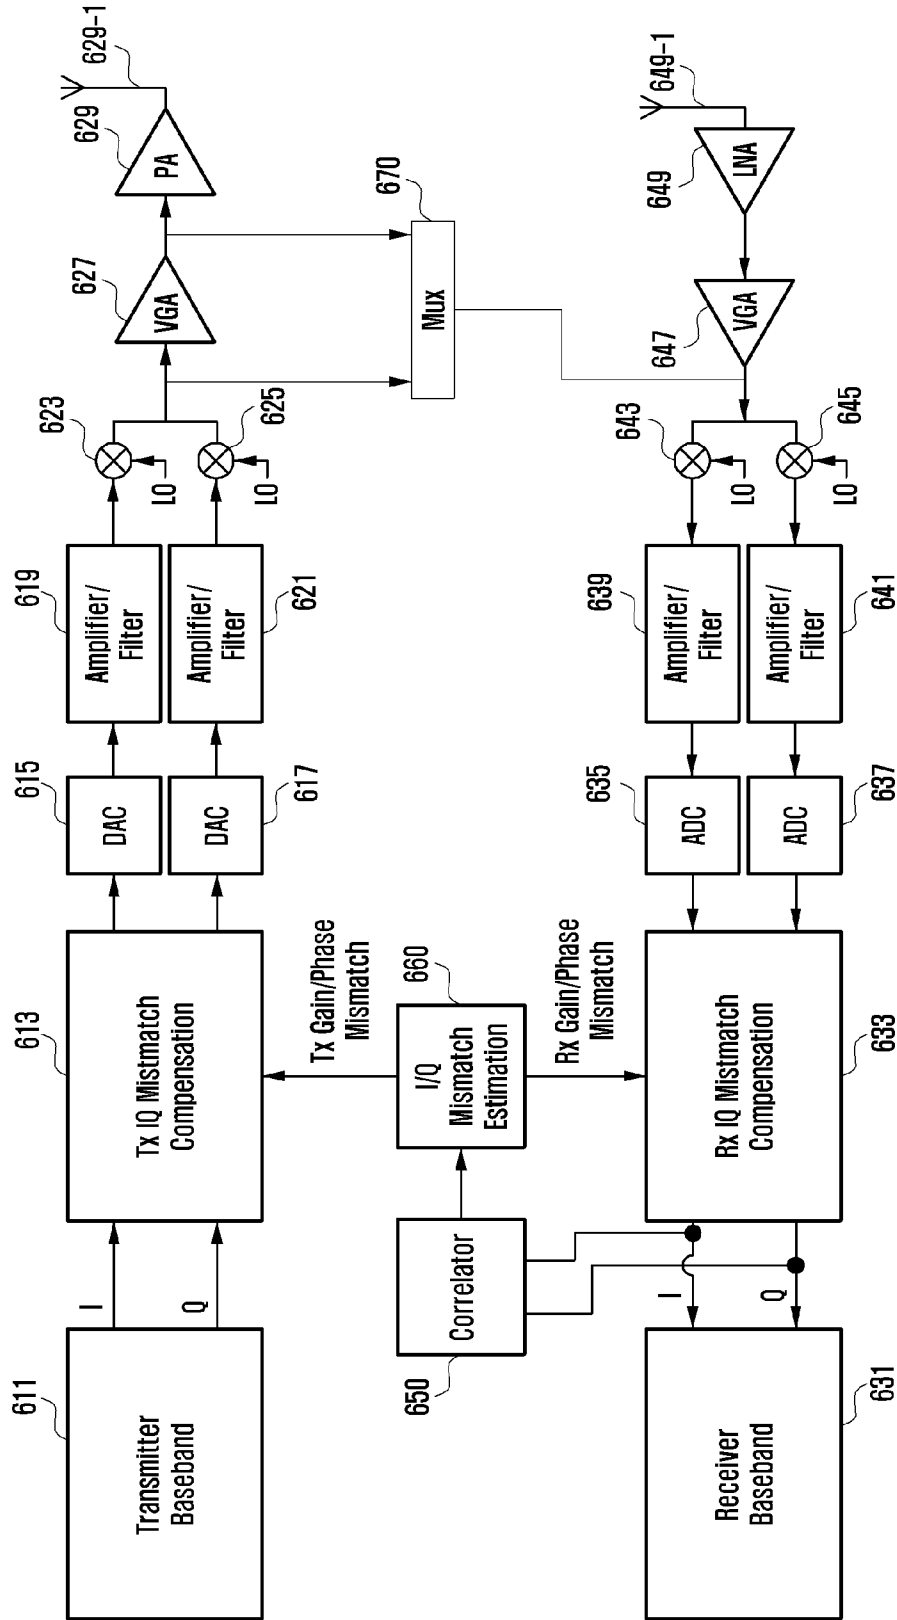 611
Transmitter
Baseband
I
Q
613
Tx IQ Mistmatch
Compensation
615
DAC
617
DAC
619
Amplifier/
Filter
621
Amplifier/
Filter
623
LO
625
LO
627
VGA
629
PA
629-1
Tx Gain/Phase
Mismatch
650
Correlator
660
I/Q
Mismatch
Estimation
Rx Gain/Phase
Mismatch
670
Mux
631
Receiver
Baseband
I
Q
633
Rx IQ Mistmatch
Compensation
635
ADC
637
ADC
639
Amplifier/
Filter
641
Amplifier/
Filter
643
LO
645
LO
647
VGA
649
LNA
649-1